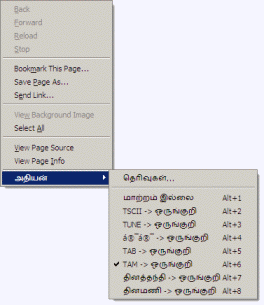 Back
Forward
Reload
Stop
Bookmark This Page...
Save Page As...
Send Link...
View Background Image
Select All
View Page Source
View Page Info
அதியன்
தெரிவுகள்...
மாற்றம் இல்லை Alt+1
TSCII -> ஒருங்குறி Alt+2
TUNE -> ஒருங்குறி Alt+3
-> ஒருங்குறி Alt+4
TAB -> ஒருங்குறி Alt+5
TAM -> ஒருங்குறி Alt+6
தினத்தந்தி -> ஒருங்குறி Alt+7
தினமணி -> ஒருங்குறி Alt+8